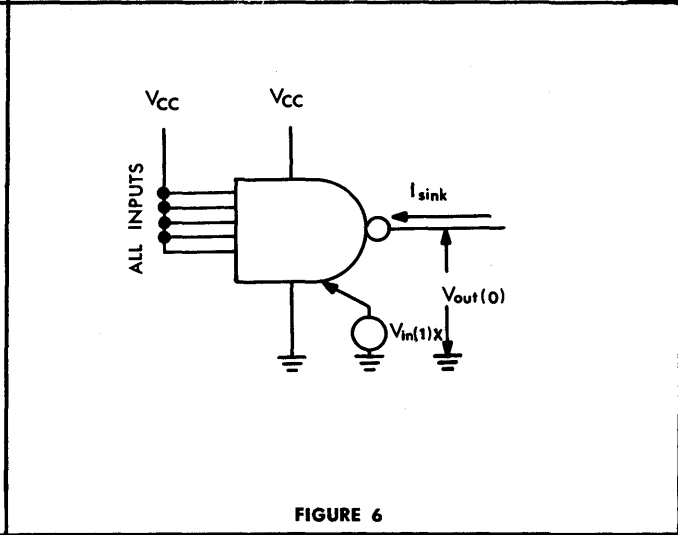 VCC
VCC
ALL INPUTS
Isink
Vout(0)
Vin(1)X
FIGURE 6